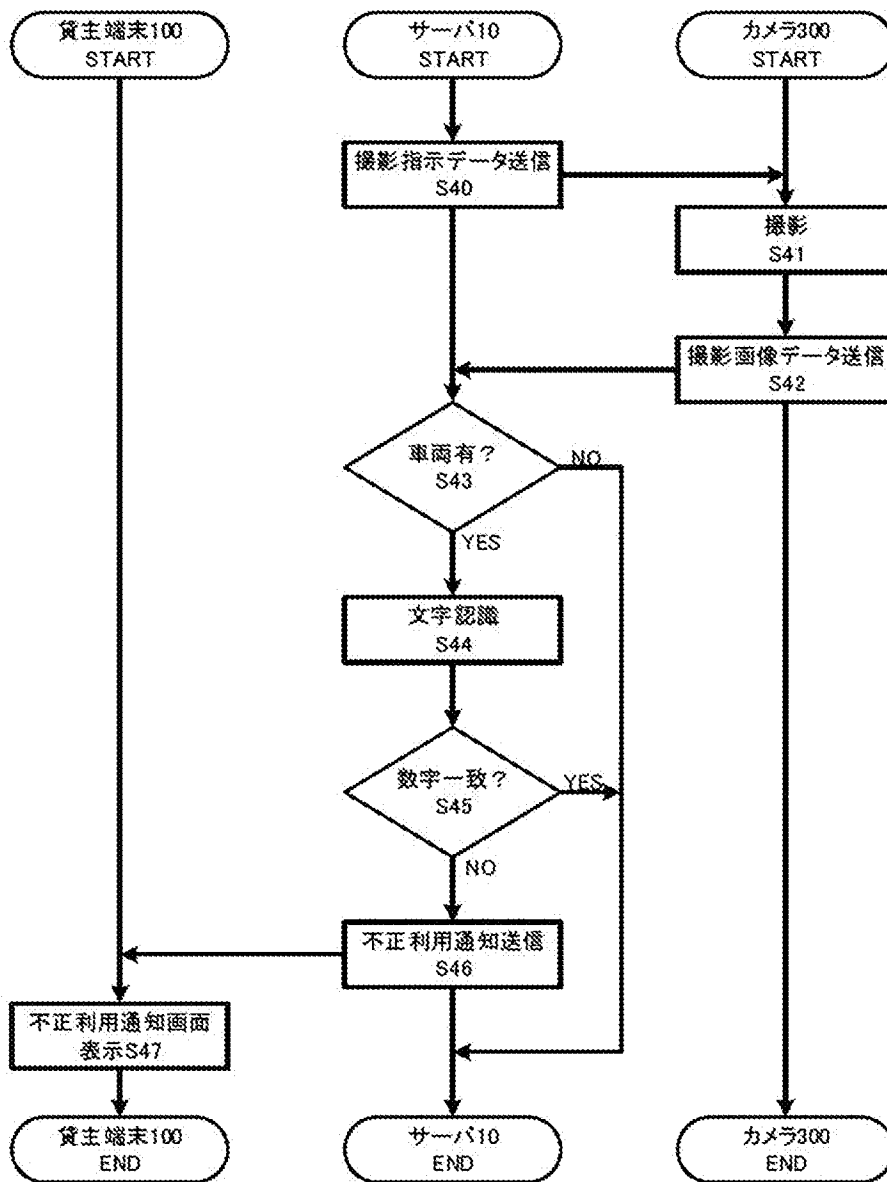 貸主端末100
START
サーバ10
START
カメラ300
START
撮影指示データ送信
S40
撮影
S41
撮影画像データ送信
S42
車両有?
S43
NO
YES
文字認識
S44
数字一致?
S45
YES
NO
不正利用通知送信
S46
不正利用通知画面
表示S47
貸主端末100
END
サーバ10
END
カメラ300
END